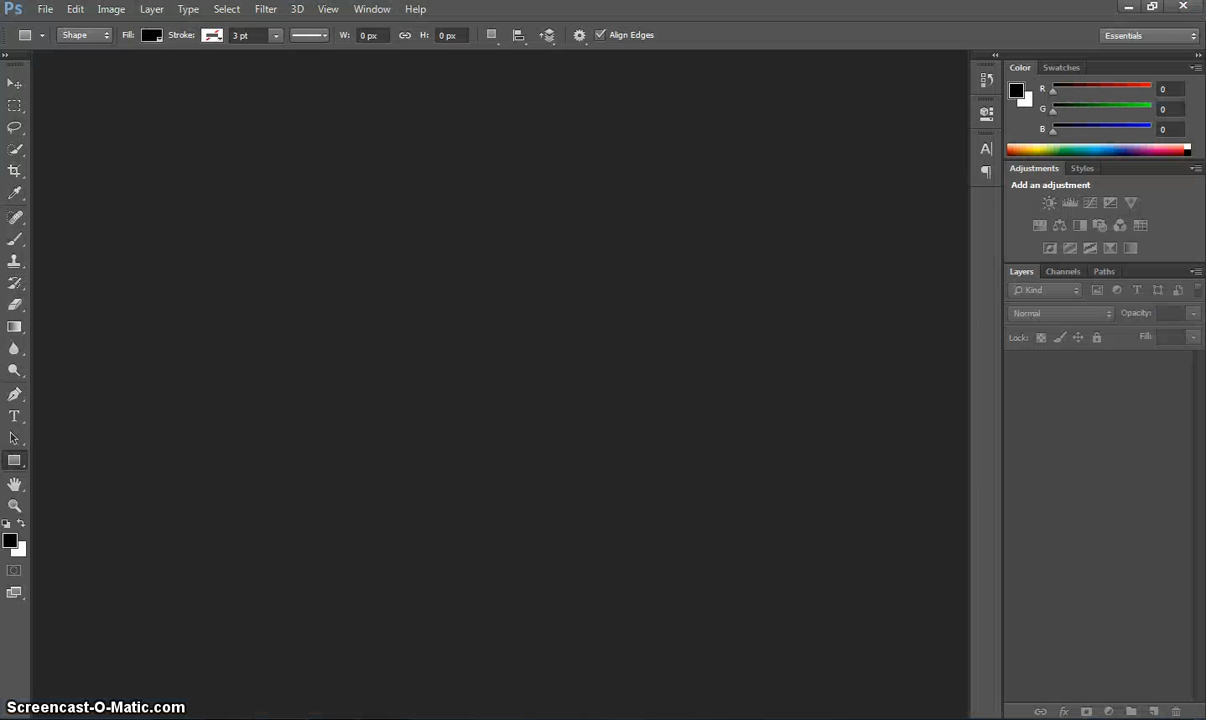 Ps File Edit Image Layer Type Select Filter 3D View Window Help
Shape Fill: Stroke: 3 pt W: 0 px H: 0 px Align Edges Essentials
Color Swatches
R 0
G 0
B 0
Adjustments Styles
Add an adjustment
Layers Channels Paths
Kind
Normal Opacity:
Lock: Fill:
Screencast-O-Matic.com